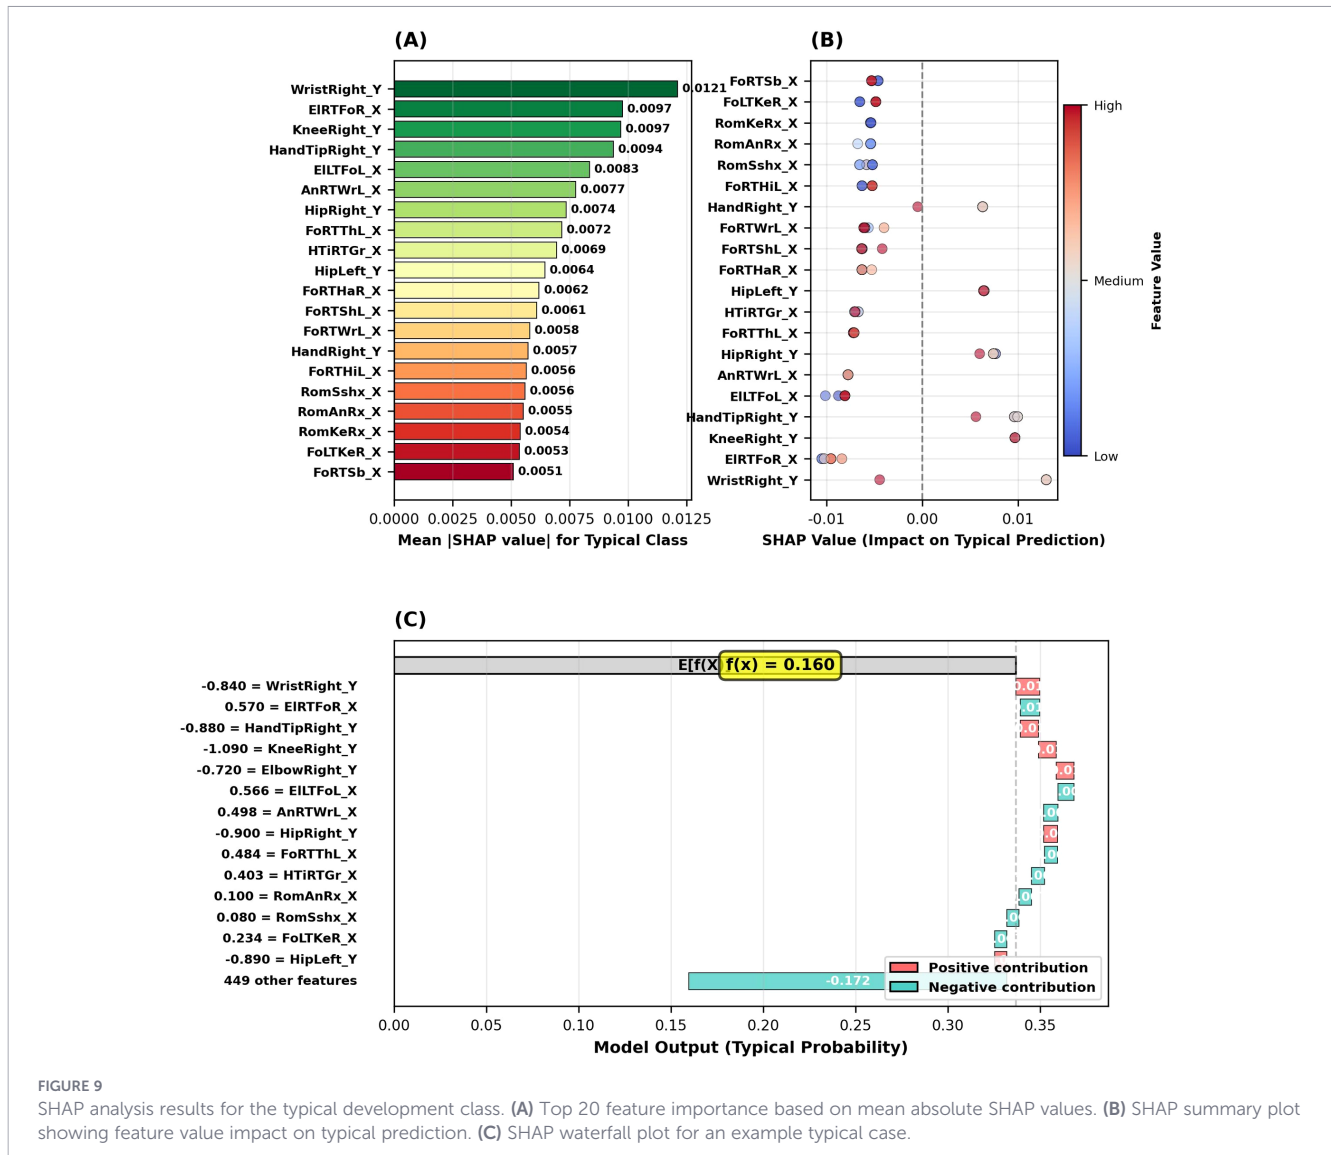 (A)
WristRight_Y 0.0121
ElRTFoR_X 0.0097
KneeRight_Y 0.0097
HandTipRight_Y 0.0094
ElLTFoL_X 0.0083
AnRTWrL_X 0.0077
HipRight_Y 0.0074
FoRTThL_X 0.0072
HTiRTGr_X 0.0069
HipLeft_Y 0.0064
FoRTHaR_X 0.0062
FoRTShL_X 0.0061
FoRTWrL_X 0.0058
HandRight_Y 0.0057
FoRTHiL_X 0.0056
RomSshx_X 0.0056
RomAnRx_X 0.0055
RomKeRx_X 0.0054
FoLTKeR_X 0.0053
FoRTSb_X 0.0051
0.0000 0.0025 0.0050 0.0075 0.0100 0.0125
Mean |SHAP value| for Typical Class
(B)
FoRTSb_X
FoLTKeR_X
RomKeRx_X
RomAnRx_X
RomSshx_X
FoRTHiL_X
HandRight_Y
FoRTWrL_X
FoRTShL_X
FoRTHaR_X
HipLeft_Y
HTiRTGr_X
FoRTThL_X
HipRight_Y
AnRTWrL_X
ElLTFoL_X
HandTipRight_Y
KneeRight_Y
ElRTFoR_X
WristRight_Y
-0.01 0.00 0.01
SHAP Value (Impact on Typical Prediction)
High
Medium
Low
Feature Value
(C)
E[f(X f(x) = 0.160
-0.840 = WristRight_Y
0.570 = ElRTFoR_X
-0.880 = HandTipRight_Y
-1.090 = KneeRight_Y
-0.720 = ElbowRight_Y
0.566 = ElLTFoL_X
0.498 = AnRTWrL_X
-0.900 = HipRight_Y
0.484 = FoRTThL_X
0.403 = HTiRTGr_X
0.100 = RomAnRx_X
0.080 = RomSshx_X
0.234 = FoLTKeR_X
-0.890 = HipLeft_Y
449 other features -0.172
Positive contribution
Negative contribution
0.00 0.05 0.10 0.15 0.20 0.25 0.30 0.35
Model Output (Typical Probability)
FIGURE 9
SHAP analysis results for the typical development class. (A) Top 20 feature importance based on mean absolute SHAP values. (B) SHAP summary plot
showing feature value impact on typical prediction. (C) SHAP waterfall plot for an example typical case.